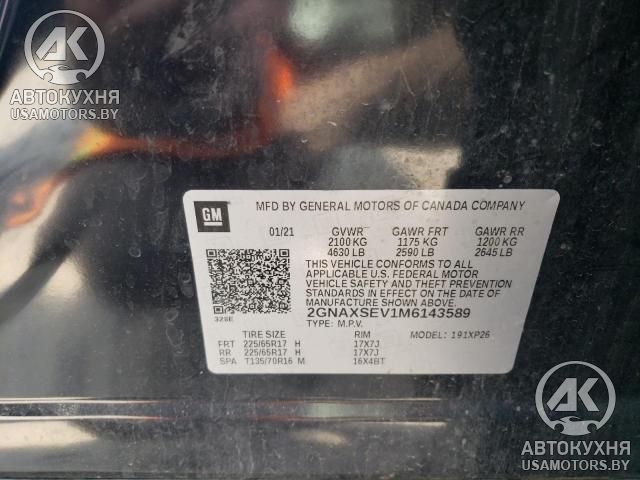 AK
АВТОКУХНЯ
USAMOTORS.BY
GM
MFD BY GENERAL MOTORS OF CANADA COMPANY
01/21 GVWR GAWR FRT GAWR RR
2100 KG 1175 KG 1200 KG
4630 LB 2590 LB 2645 LB
THIS VEHICLE CONFORMS TO ALL
APPLICABLE U.S. FEDERAL MOTOR
VEHICLE SAFETY AND THEFT PREVENTION
STANDARDS IN EFFECT ON THE DATE OF
MANUFACTURE SHOWN ABOVE.
328E 2GNAXSEV1M6143589
TYPE: M.P.V.
TIRE SIZE RIM MODEL: 191XP26
FRT 225/65R17 H 17X7J
RR 225/65R17 H 17X7J
SPA T135/70R16 M 16X4BT
AK
АВТОКУХНЯ
USAMOTORS.BY